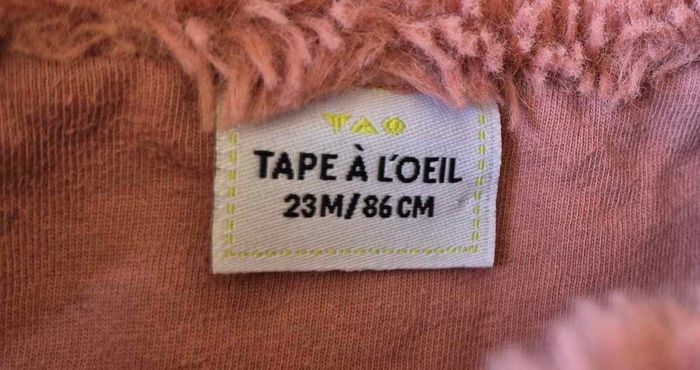 TAO
TAPE À L'OEIL
23M/86CM